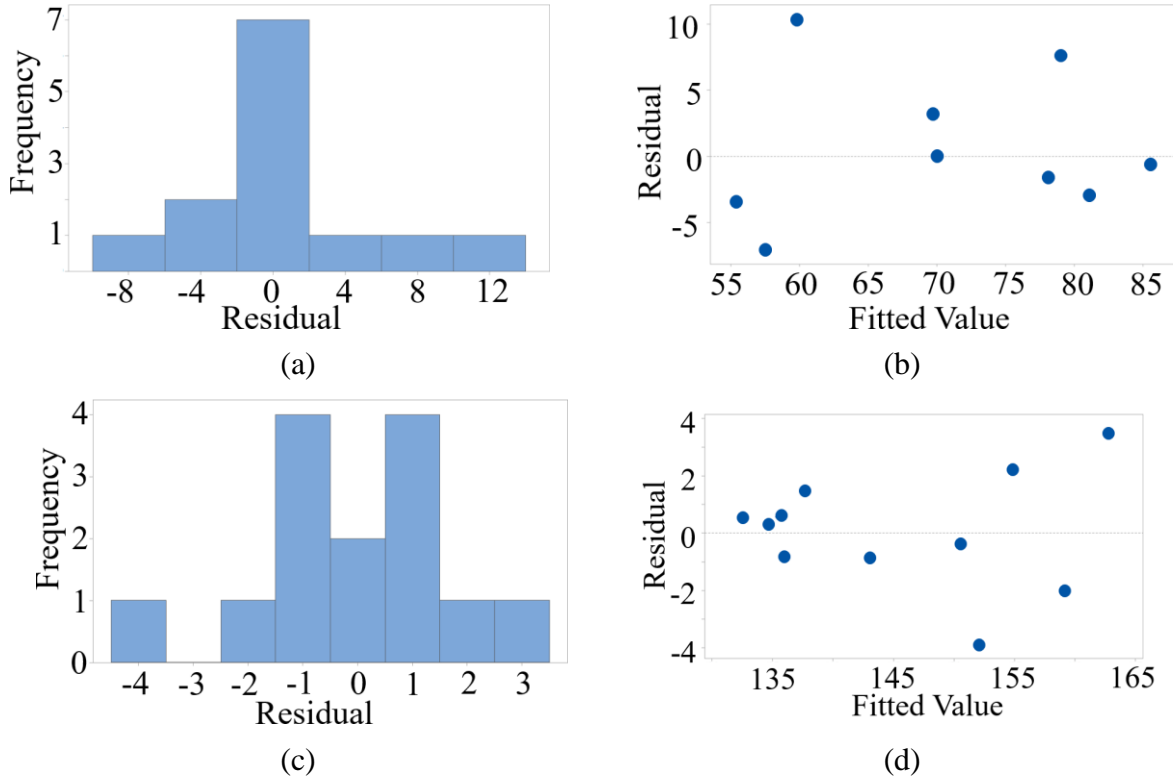 7
5
3
1
Frequency
-8 -4 0 4 8 12
Residual
(a)
10
5
0
-5
Residual
55 60 65 70 75 80 85
Fitted Value
(b)
4
3
2
1
0
Frequency
-4 -3 -2 -1 0 1 2 3
Residual
(c)
4
2
0
-2
-4
Residual
135 145 155 165
Fitted Value
(d)